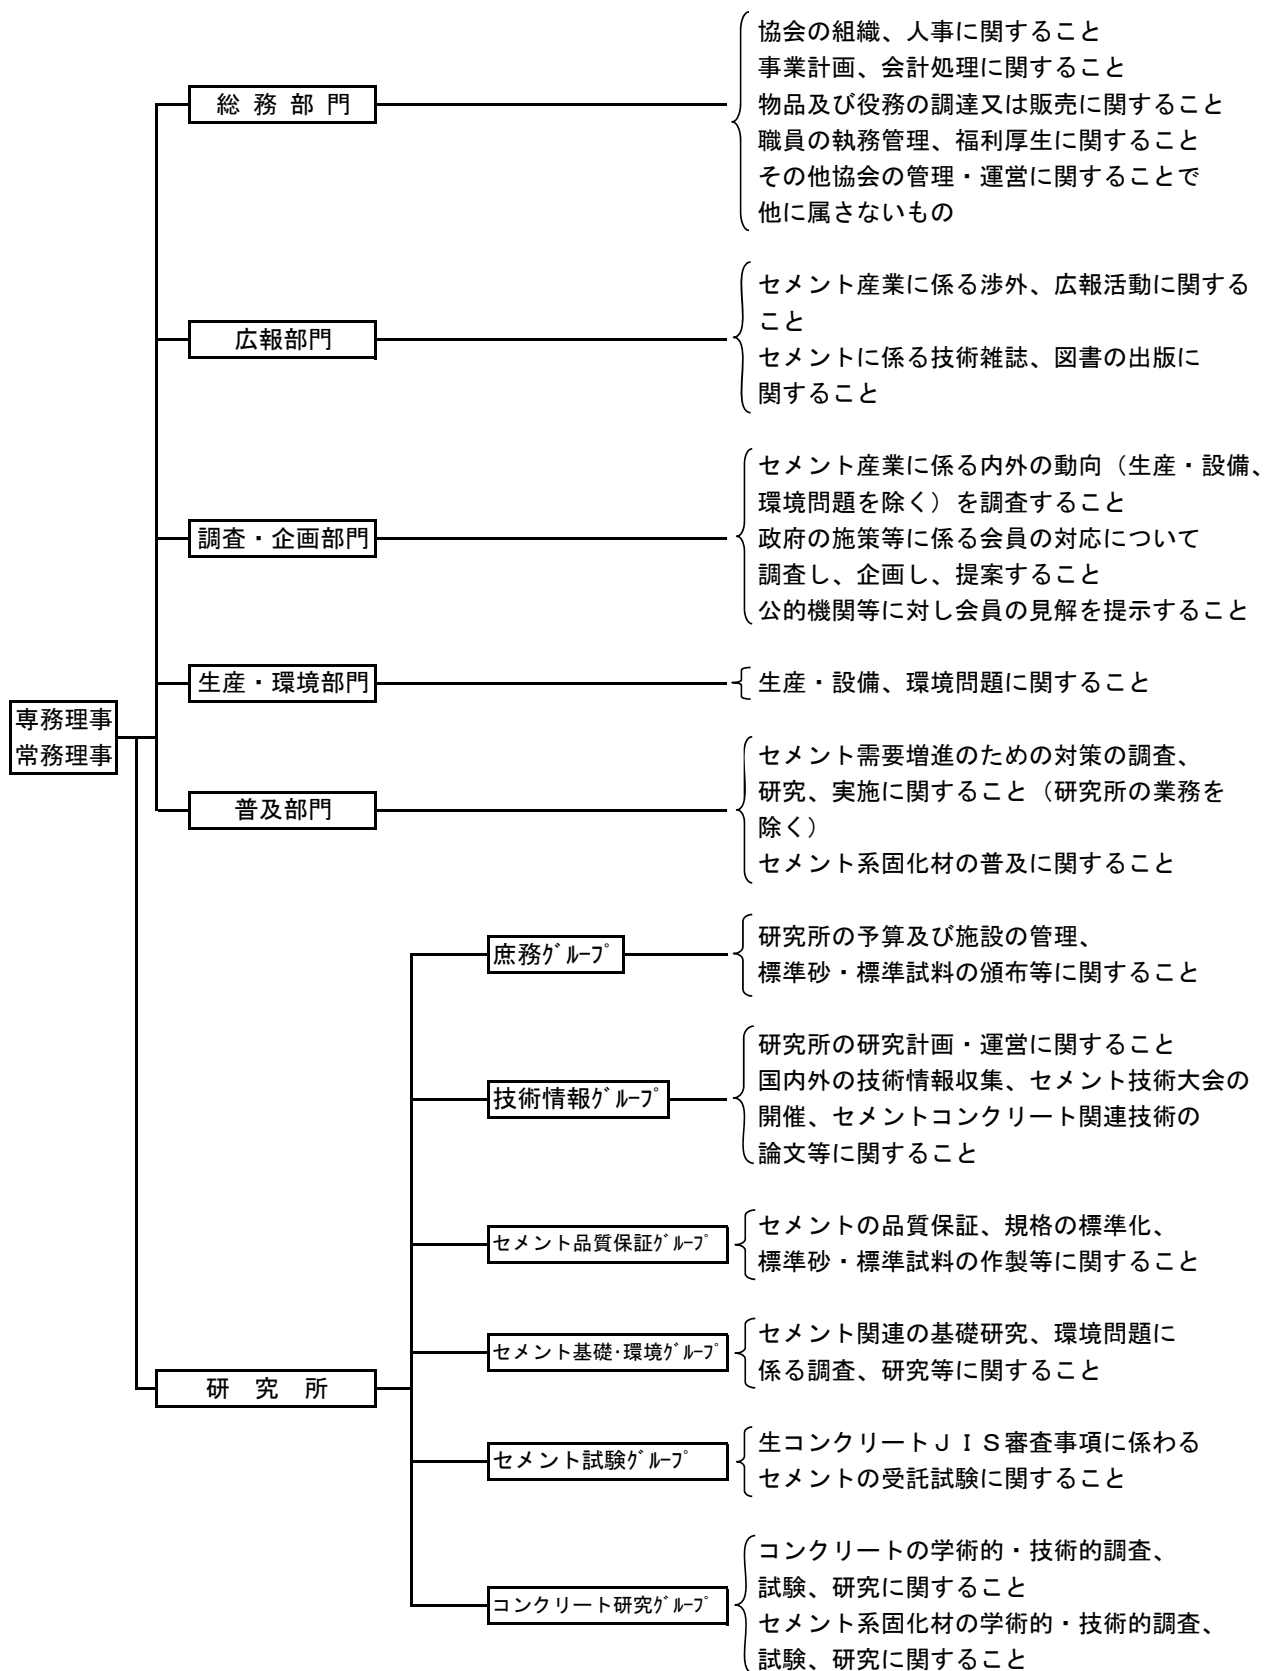 専務理事
常務理事
総 務 部 門
協会の組織、人事に関すること
事業計画、会計処理に関すること
物品及び役務の調達又は販売に関すること
職員の執務管理、福利厚生に関すること
その他協会の管理・運営に関することで
他に属さないもの
広報部門
セメント産業に係る渉外、広報活動に関する
こと
セメントに係る技術雑誌、図書の出版に
関すること
調査・企画部門
セメント産業に係る内外の動向（生産・設備、
環境問題を除く）を調査すること
政府の施策等に係る会員の対応について
調査し、企画し、提案すること
公的機関等に対し会員の見解を提示すること
生産・環境部門
生産・設備、環境問題に関すること
普及部門
セメント需要増進のための対策の調査、
研究、実施に関すること（研究所の業務を
除く）
セメント系固化材の普及に関すること
研　究　所
庶務ｸﾞﾙｰﾌﾟ
研究所の予算及び施設の管理、
標準砂・標準試料の頒布等に関すること
技術情報ｸﾞﾙｰﾌﾟ
研究所の研究計画・運営に関すること
国内外の技術情報収集、セメント技術大会の
開催、セメントコンクリート関連技術の
論文等に関すること
セメント品質保証ｸﾞﾙｰﾌﾟ
セメントの品質保証、規格の標準化、
標準砂・標準試料の作製等に関すること
セメント基礎･環境ｸﾞﾙｰﾌﾟ
セメント関連の基礎研究、環境問題に
係る調査、研究等に関すること
セメント試験ｸﾞﾙｰﾌﾟ
生コンクリートＪＩＳ審査事項に係わる
セメントの受託試験に関すること
コンクリート研究ｸﾞﾙｰﾌﾟ
コンクリートの学術的・技術的調査、
試験、研究に関すること
セメント系固化材の学術的・技術的調査、
試験、研究に関すること